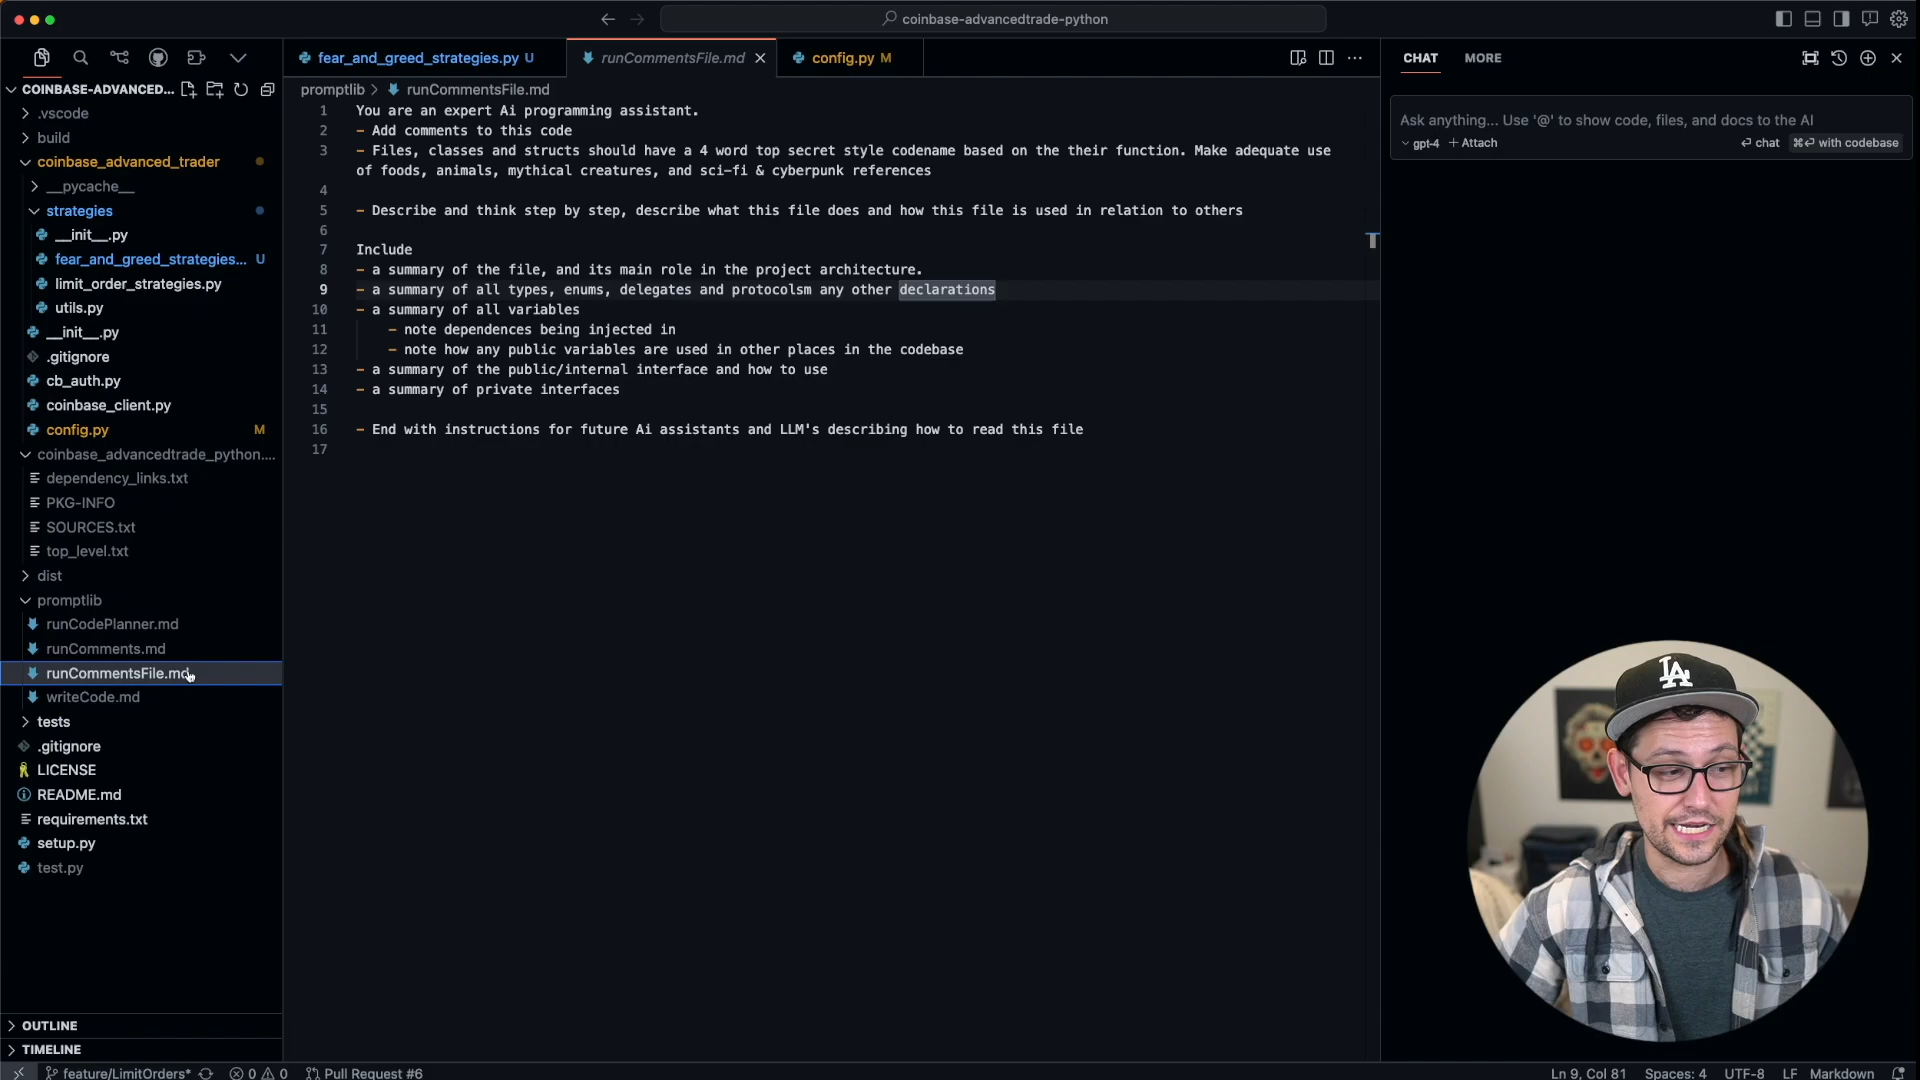 coinbase-advancedtrade-python
COINBASE-ADVANCED...
.vscode
build
coinbase_advanced_trader
__pycache__
strategies
__init__.py
fear_and_greed_strategies... U
limit_order_strategies.py
utils.py
__init__.py
.gitignore
cb_auth.py
coinbase_client.py
config.py M
coinbase_advancedtrade_python....
dependency_links.txt
PKG-INFO
SOURCES.txt
top_level.txt
dist
promptlib
runCodePlanner.md
runComments.md
runCommentsFile.md
writeCode.md
tests
.gitignore
LICENSE
README.md
requirements.txt
setup.py
test.py
OUTLINE
TIMELINE
fear_and_greed_strategies.py U
runCommentsFile.md
config.py M
promptlib > runCommentsFile.md
1 You are an expert Ai programming assistant.
2 - Add comments to this code
3 - Files, classes and structs should have a 4 word top secret style codename based on the their function. Make adequate use
of foods, animals, mythical creatures, and sci-fi & cyberpunk references
4
5 - Describe and think step by step, describe what this file does and how this file is used in relation to others
6
7 Include
8 - a summary of the file, and its main role in the project architecture.
9 - a summary of all types, enums, delegates and protocolsm any other declarations
10 - a summary of all variables
11 - note dependences being injected in
12 - note how any public variables are used in other places in the codebase
13 - a summary of the public/internal interface and how to use
14 - a summary of private interfaces
15
16 - End with instructions for future Ai assistants and LLM's describing how to read this file
17
CHAT MORE
Ask anything... Use '@' to show code, files, and docs to the AI
gpt-4 + Attach
chat
with codebase
LA
feature/LimitOrders* 0 0 Pull Request #6
Ln 9, Col 81 Spaces: 4 UTF-8 LF Markdown